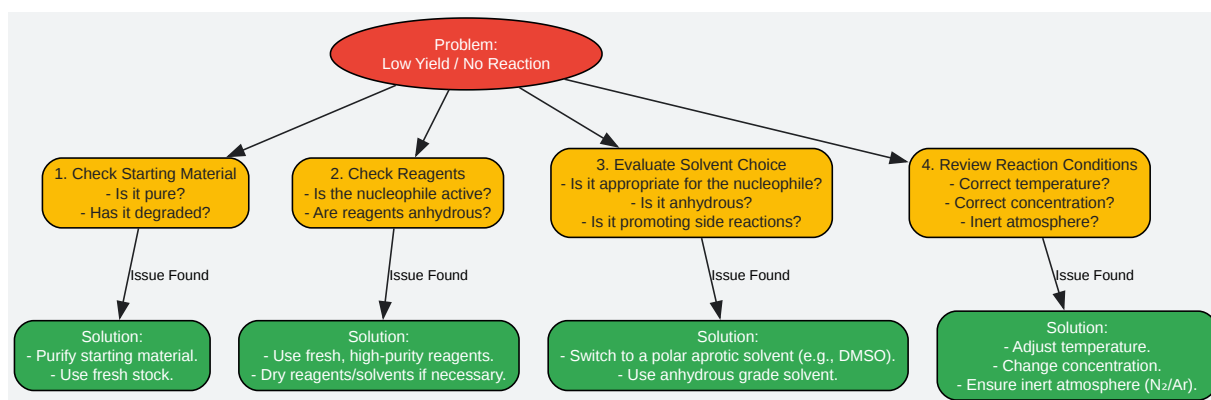 Problem:
Low Yield / No Reaction
1. Check Starting Material
- Is it pure?
- Has it degraded?
2. Check Reagents
- Is the nucleophile active?
- Are reagents anhydrous?
3. Evaluate Solvent Choice
- Is it appropriate for the nucleophile?
- Is it anhydrous?
- Is it promoting side reactions?
4. Review Reaction Conditions
- Correct temperature?
- Correct concentration?
- Inert atmosphere?
Issue Found
Issue Found
Issue Found
Issue Found
Solution:
- Purify starting material.
- Use fresh stock.
Solution:
- Use fresh, high-purity reagents.
- Dry reagents/solvents if necessary.
Solution:
- Switch to a polar aprotic solvent (e.g., DMSO).
- Use anhydrous grade solvent.
Solution:
- Adjust temperature.
- Change concentration.
- Ensure inert atmosphere (N₂/Ar).